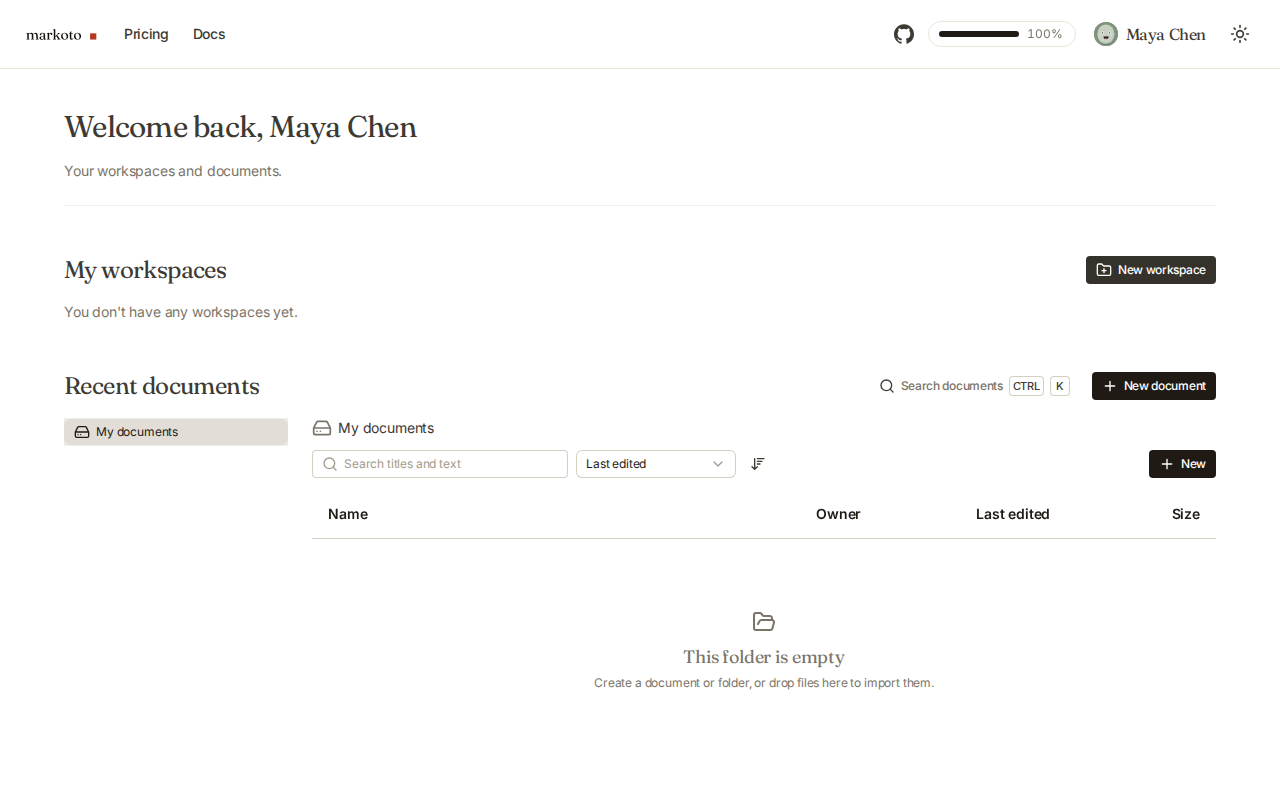 markoto Pricing Docs 100% Maya Chen
Welcome back, Maya Chen
Your workspaces and documents.
My workspaces
New workspace
You don't have any workspaces yet.
Recent documents
Search documents CTRL K
New document
My documents
My documents
Search titles and text
Last edited
New
Name Owner Last edited Size
This folder is empty
Create a document or folder, or drop files here to import them.